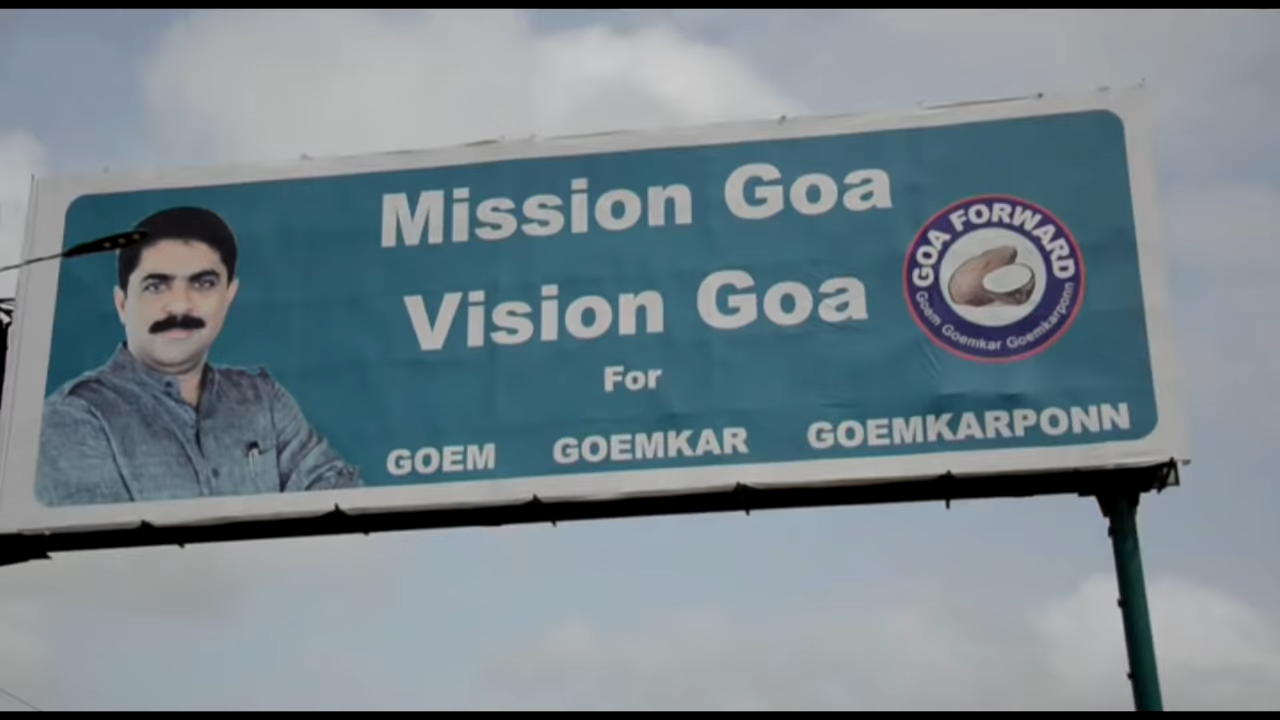 Mission Goa
Vision Goa
For
GOEM GOEMKAR GOEMKARPONN
GOA FORWARD
Goem Goemkar Goemkarponn